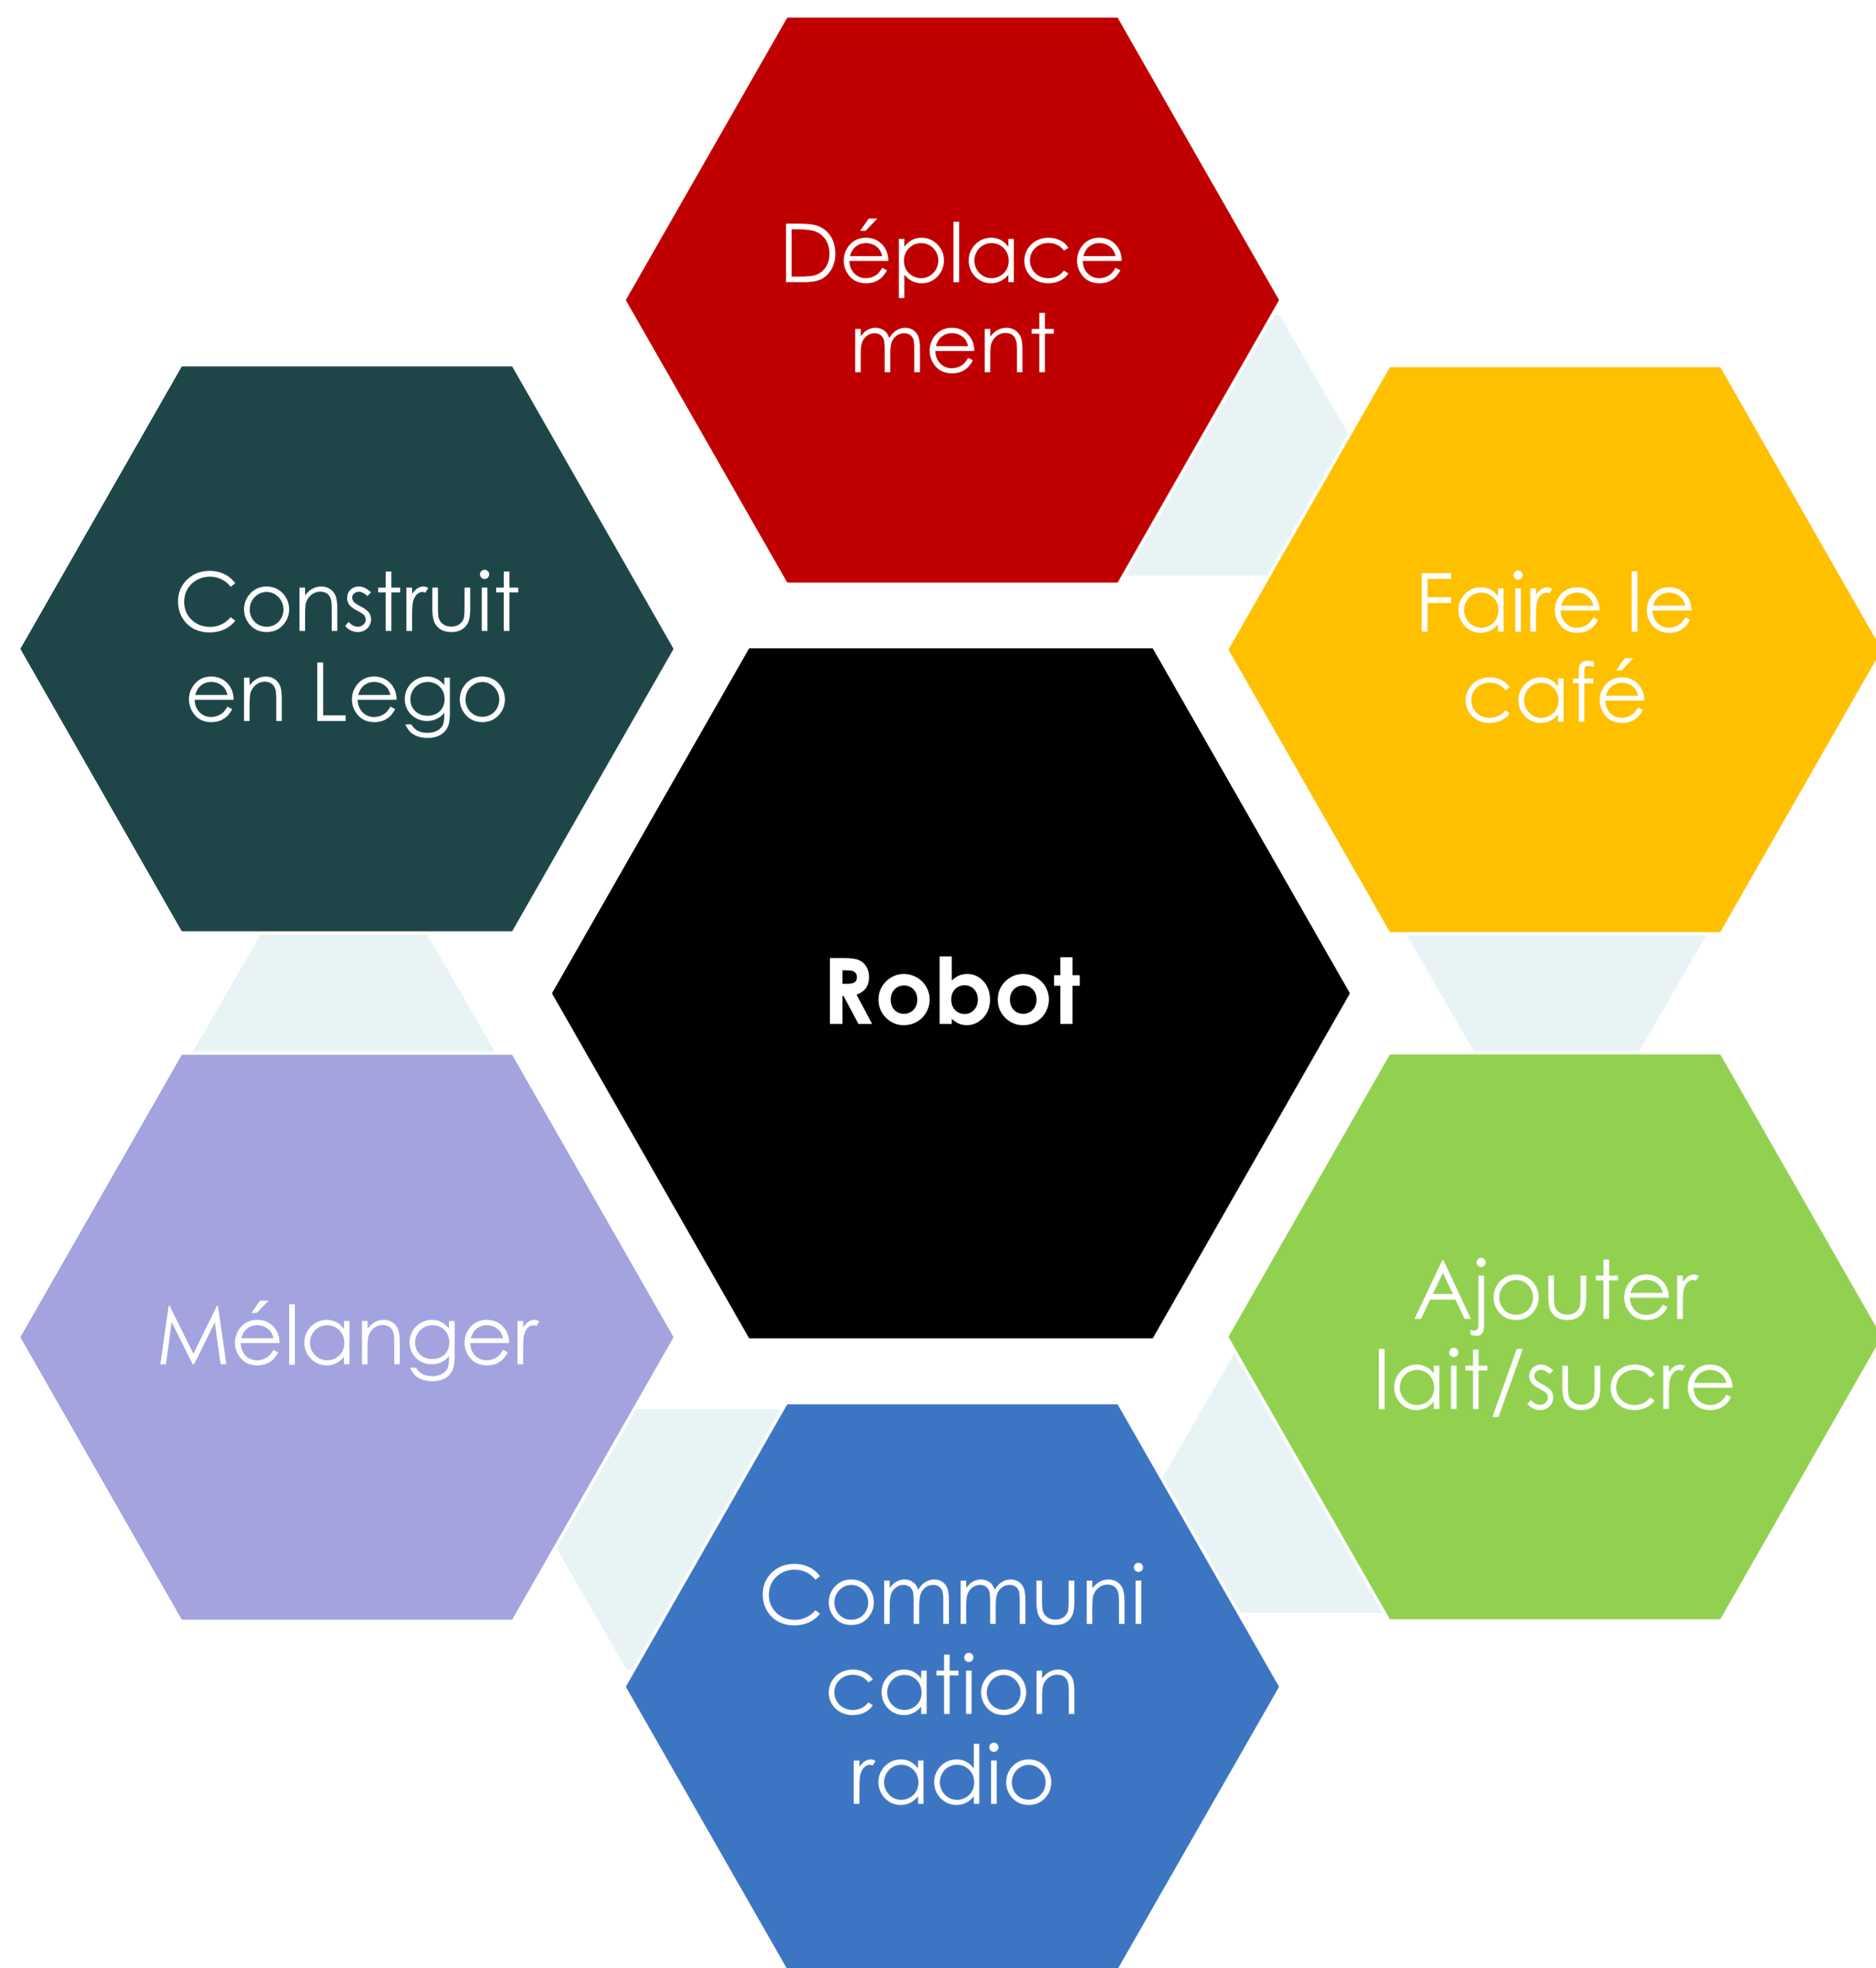 Déplace
ment
Construit
en Lego
Faire le
café
Robot
Mélanger
Ajouter
lait/sucre
Communi
cation
radio